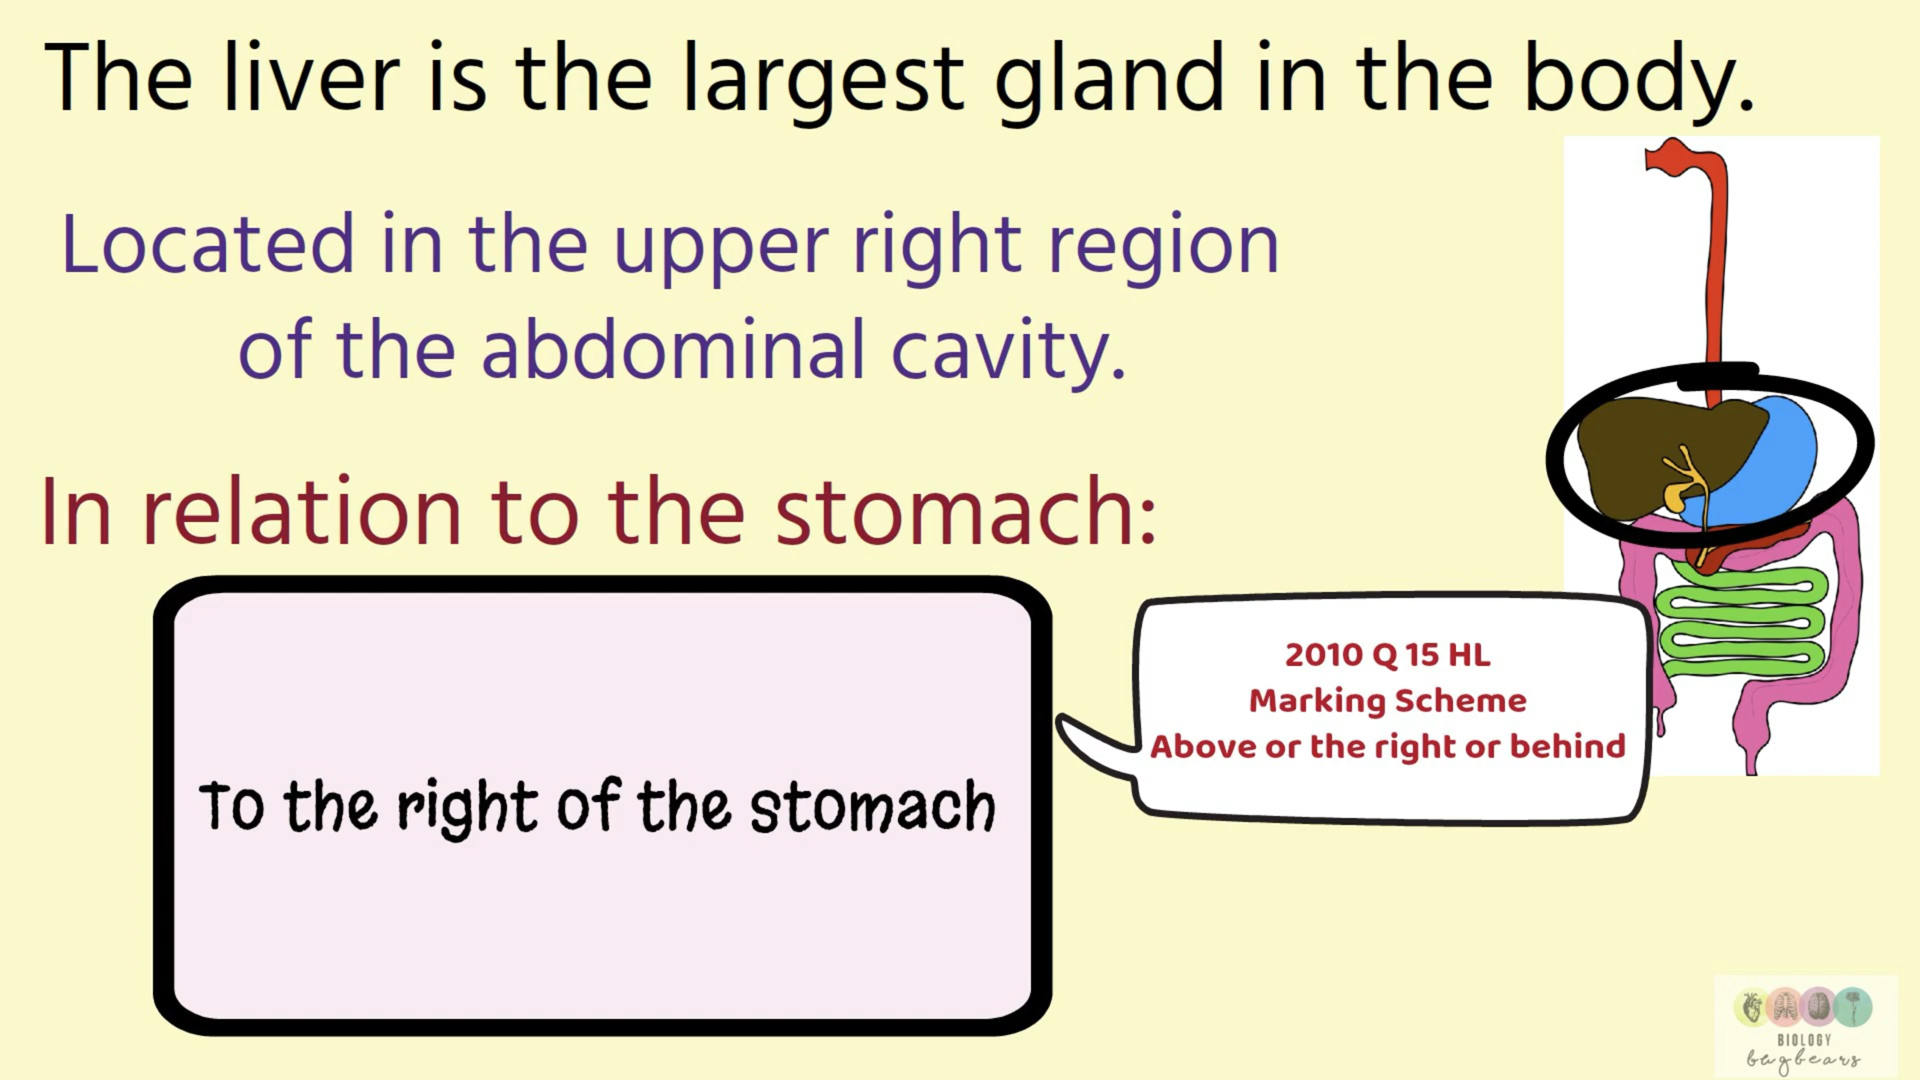 The liver is the largest gland in the body.
Located in the upper right region
of the abdominal cavity.
In relation to the stomach:
To the right of the stomach
2010 Q 15 HL
Marking Scheme
Above or the right or behind
BIOLOGY
bugbears